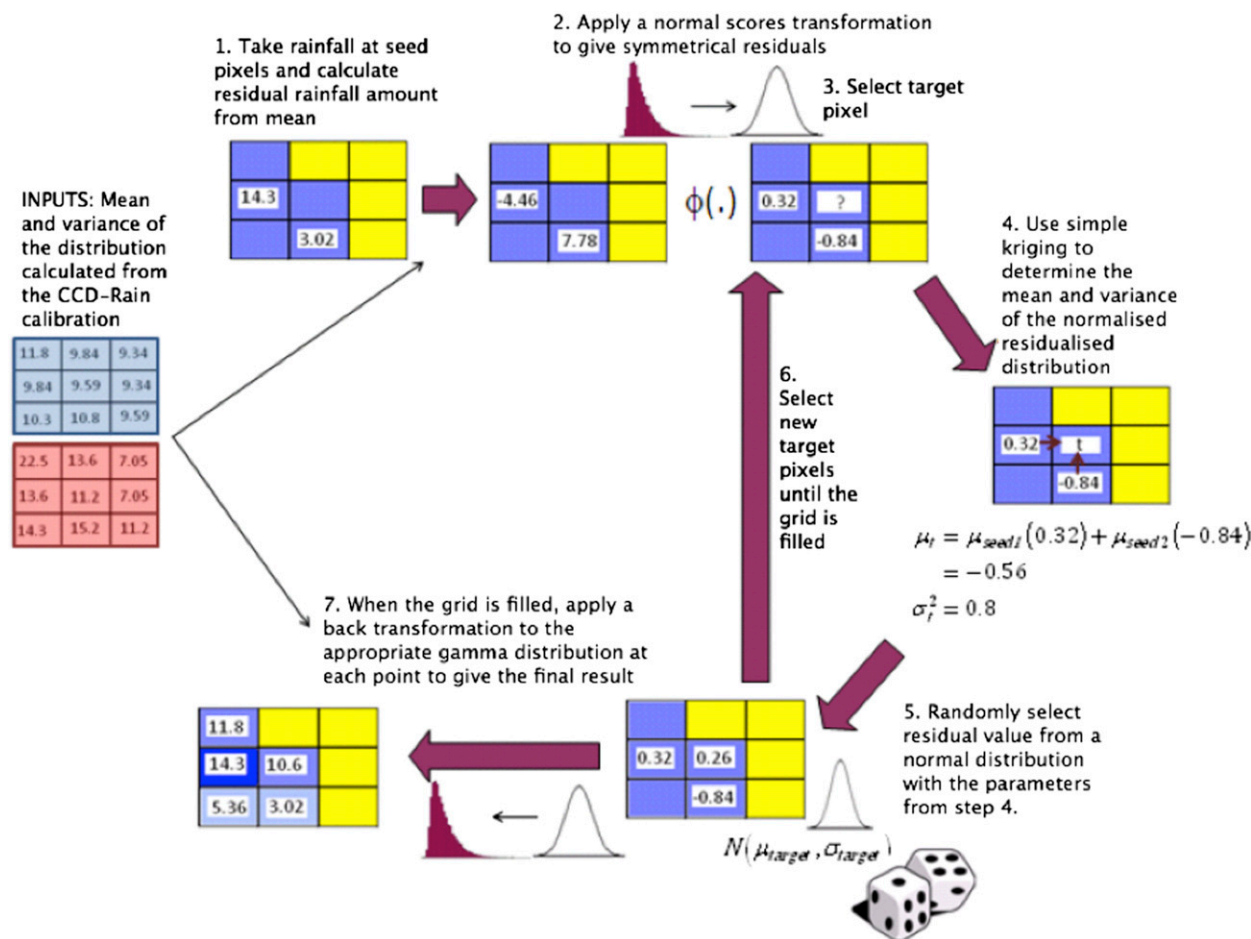 1. Take rainfall at seed
pixels and calculate
residual rainfall amount
from mean
2. Apply a normal scores transformation
to give symmetrical residuals
3. Select target
pixel
14.3
3.02
-4.46
7.78
ϕ(.)
0.32 ?
-0.84
INPUTS: Mean
and variance of
the distribution
calculated from
the CCD-Rain
calibration
11.8 9.84 9.34
9.84 9.59 9.34
10.3 10.8 9.59
22.5 13.6 7.05
13.6 11.2 7.05
14.3 15.2 11.2
4. Use simple
kriging to
determine the
mean and variance
of the normalised
residualised
distribution
0.32 t
-0.84
μt = μseed1(0.32) + μseed2(−0.84)
= −0.56
σt² = 0.8
6.
Select
new
target
pixels
until the
grid is
filled
5. Randomly select
residual value from a
normal distribution
with the parameters
from step 4.
0.32 0.26
-0.84
N(μtarget, σtarget)
7. When the grid is filled, apply a
back transformation to the
appropriate gamma distribution at
each point to give the final result
11.8
14.3 10.6
5.36 3.02